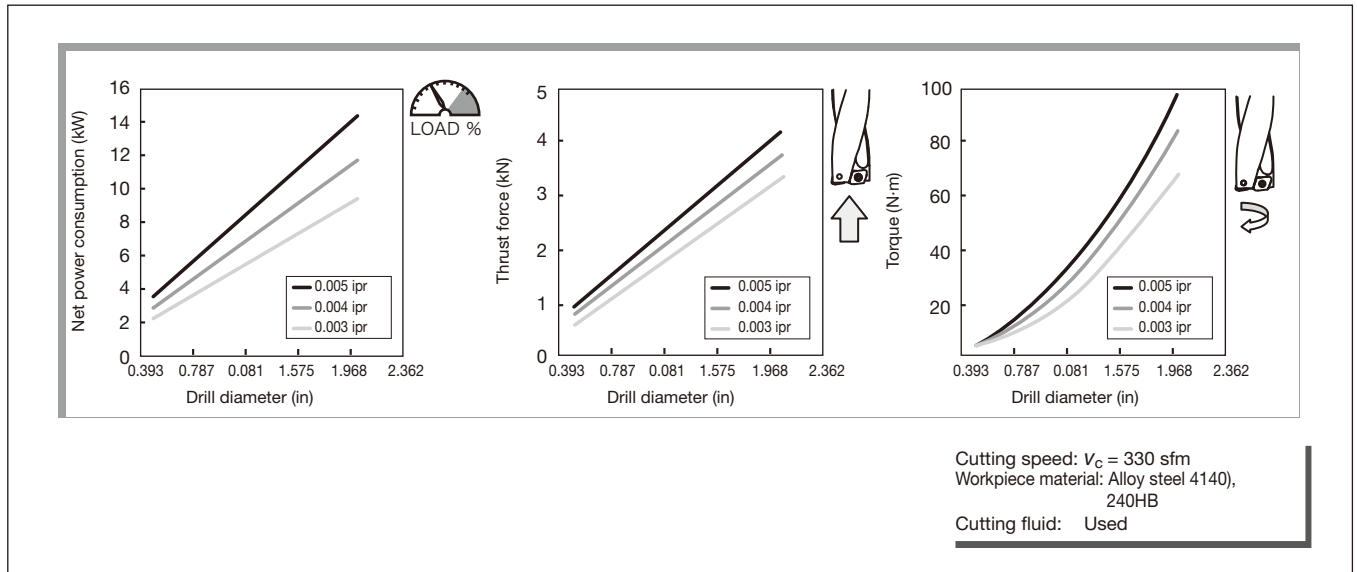 16
14
12
10
8
6
4
2
0
Net power consumption (kW)
0.005 ipr
0.004 ipr
0.003 ipr
0.393 0.787 0.081 1.575 1.968 2.362
Drill diameter (in)
LOAD %
5
4
3
2
1
0
Thrust force (kN)
0.005 ipr
0.004 ipr
0.003 ipr
0.393 0.787 0.081 1.575 1.968 2.362
Drill diameter (in)
100
80
60
40
20
Torque (N·m)
0.005 ipr
0.004 ipr
0.003 ipr
0.393 0.787 0.081 1.575 1.968 2.362
Drill diameter (in)
Cutting speed: vc = 330 sfm
Workpiece material: Alloy steel 4140),
240HB
Cutting fluid: Used